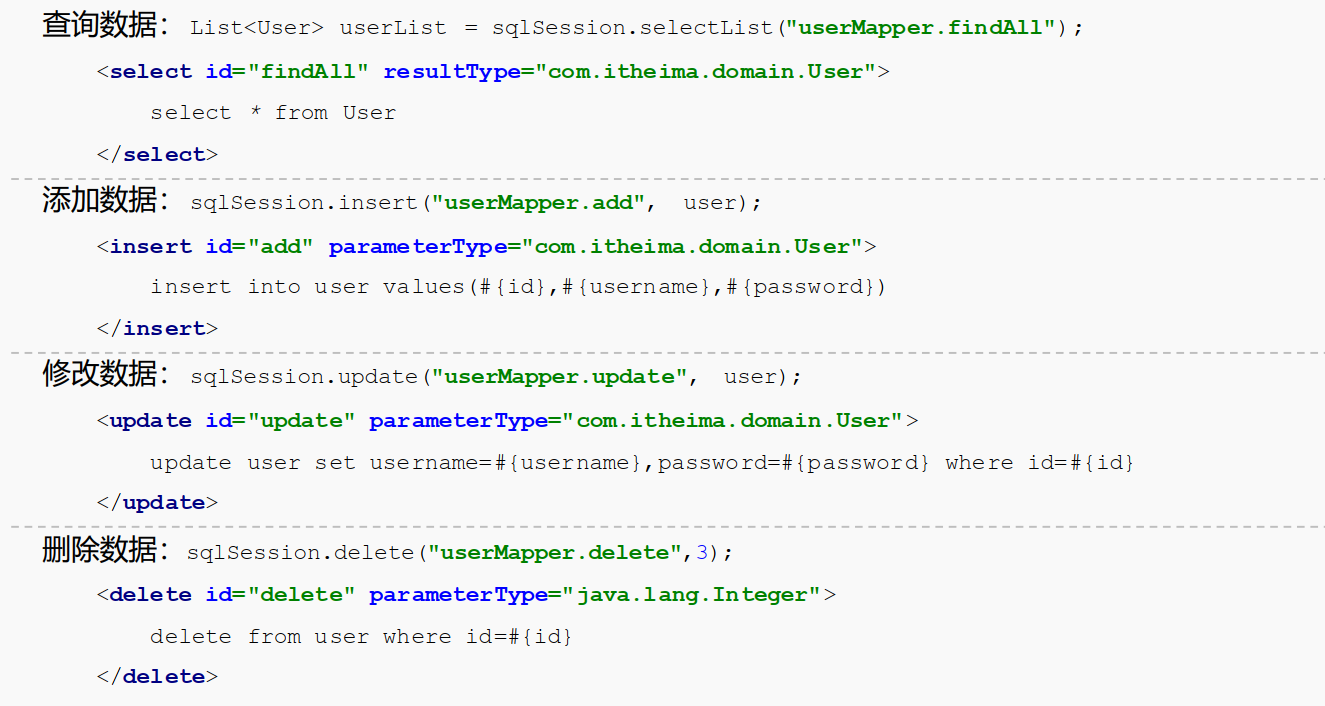 查询数据： List<User> userList = sqlSession.selectList("userMapper.findAll");
<select id="findAll" resultType="com.itheima.domain.User">
select * from User
</select>
添加数据： sqlSession.insert("userMapper.add", user);
<insert id="add" parameterType="com.itheima.domain.User">
insert into user values(#{id},#{username},#{password})
</insert>
修改数据： sqlSession.update("userMapper.update", user);
<update id="update" parameterType="com.itheima.domain.User">
update user set username=#{username},password=#{password} where id=#{id}
</update>
删除数据： sqlSession.delete("userMapper.delete",3);
<delete id="delete" parameterType="java.lang.Integer">
delete from user where id=#{id}
</delete>